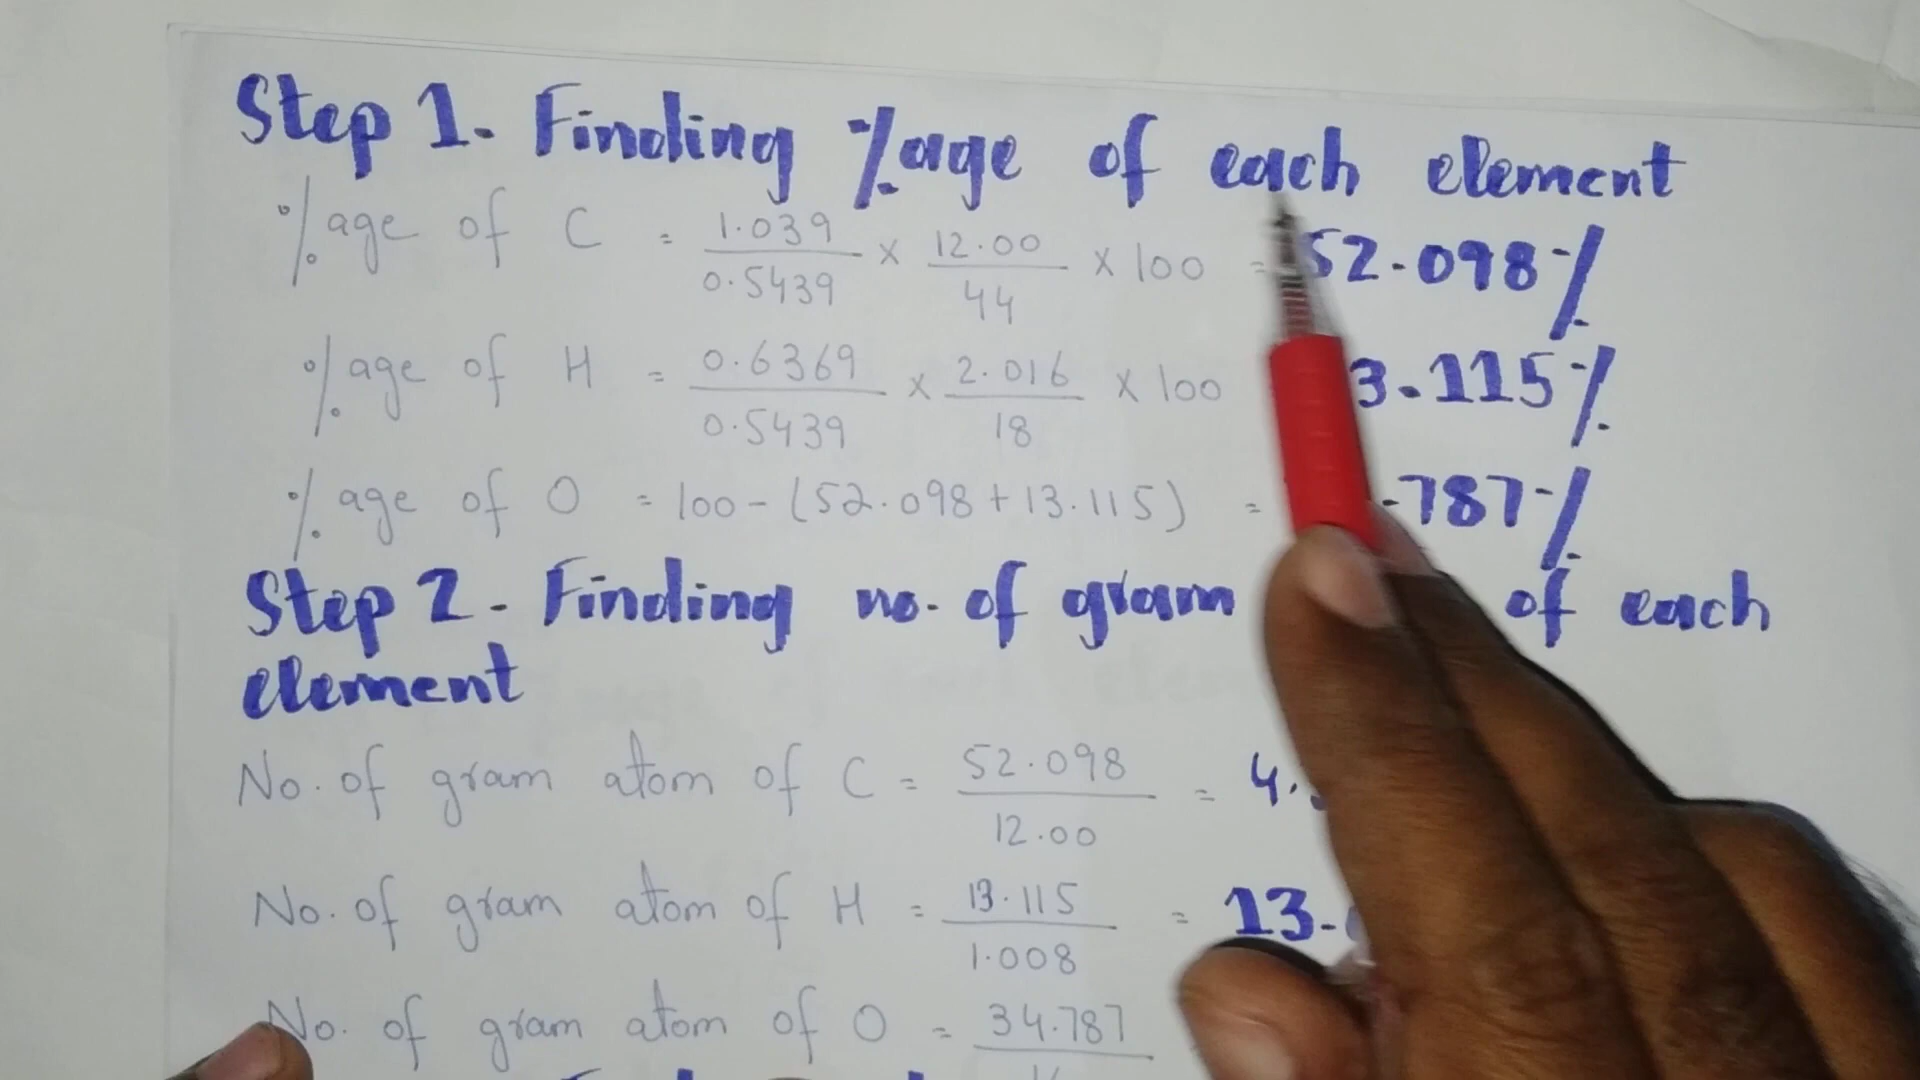 Step 1. Finding %age of each element
%age of C = 1.039 / 0.5439 × 12.00 / 44 × 100 = 52.098%
%age of H = 0.6369 / 0.5439 × 2.016 / 18 × 100 3.115%
%age of O = 100 - (52.098 + 13.115) = .787%
Step 2 - Finding no. of gram of each
element
No. of gram atom of C = 52.098 / 12.00 = 4.
No. of gram atom of H = 13.115 / 1.008 = 13.
No. of gram atom of O = 34.787